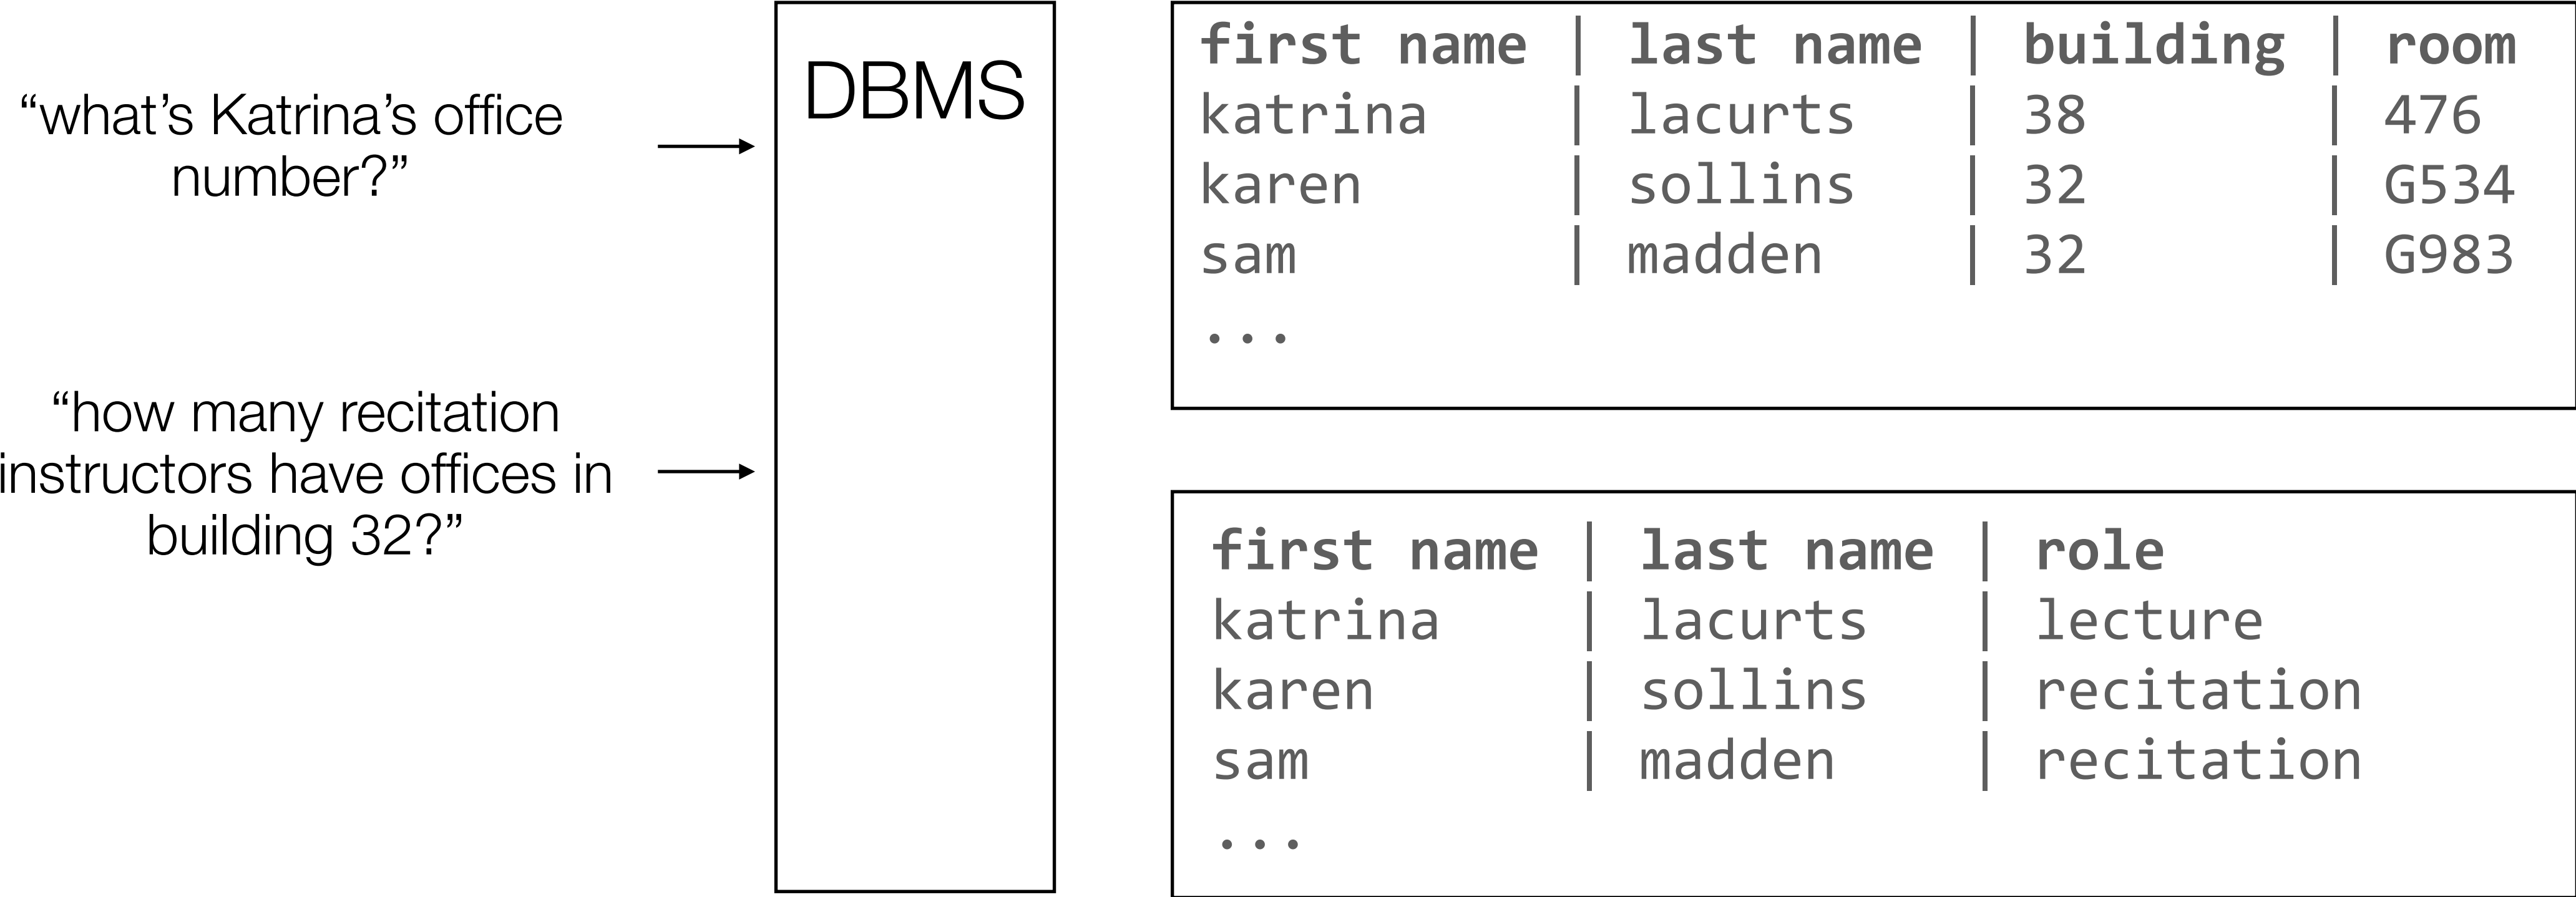 “what’s Katrina’s office
number?”
“how many recitation
instructors have offices in
building 32?”
DBMS
first name | last name | building | room
katrina | lacurts | 38 | 476
karen | sollins | 32 | G534
sam | madden | 32 | G983
...
first name | last name | role
katrina | lacurts | lecture
karen | sollins | recitation
sam | madden | recitation
...